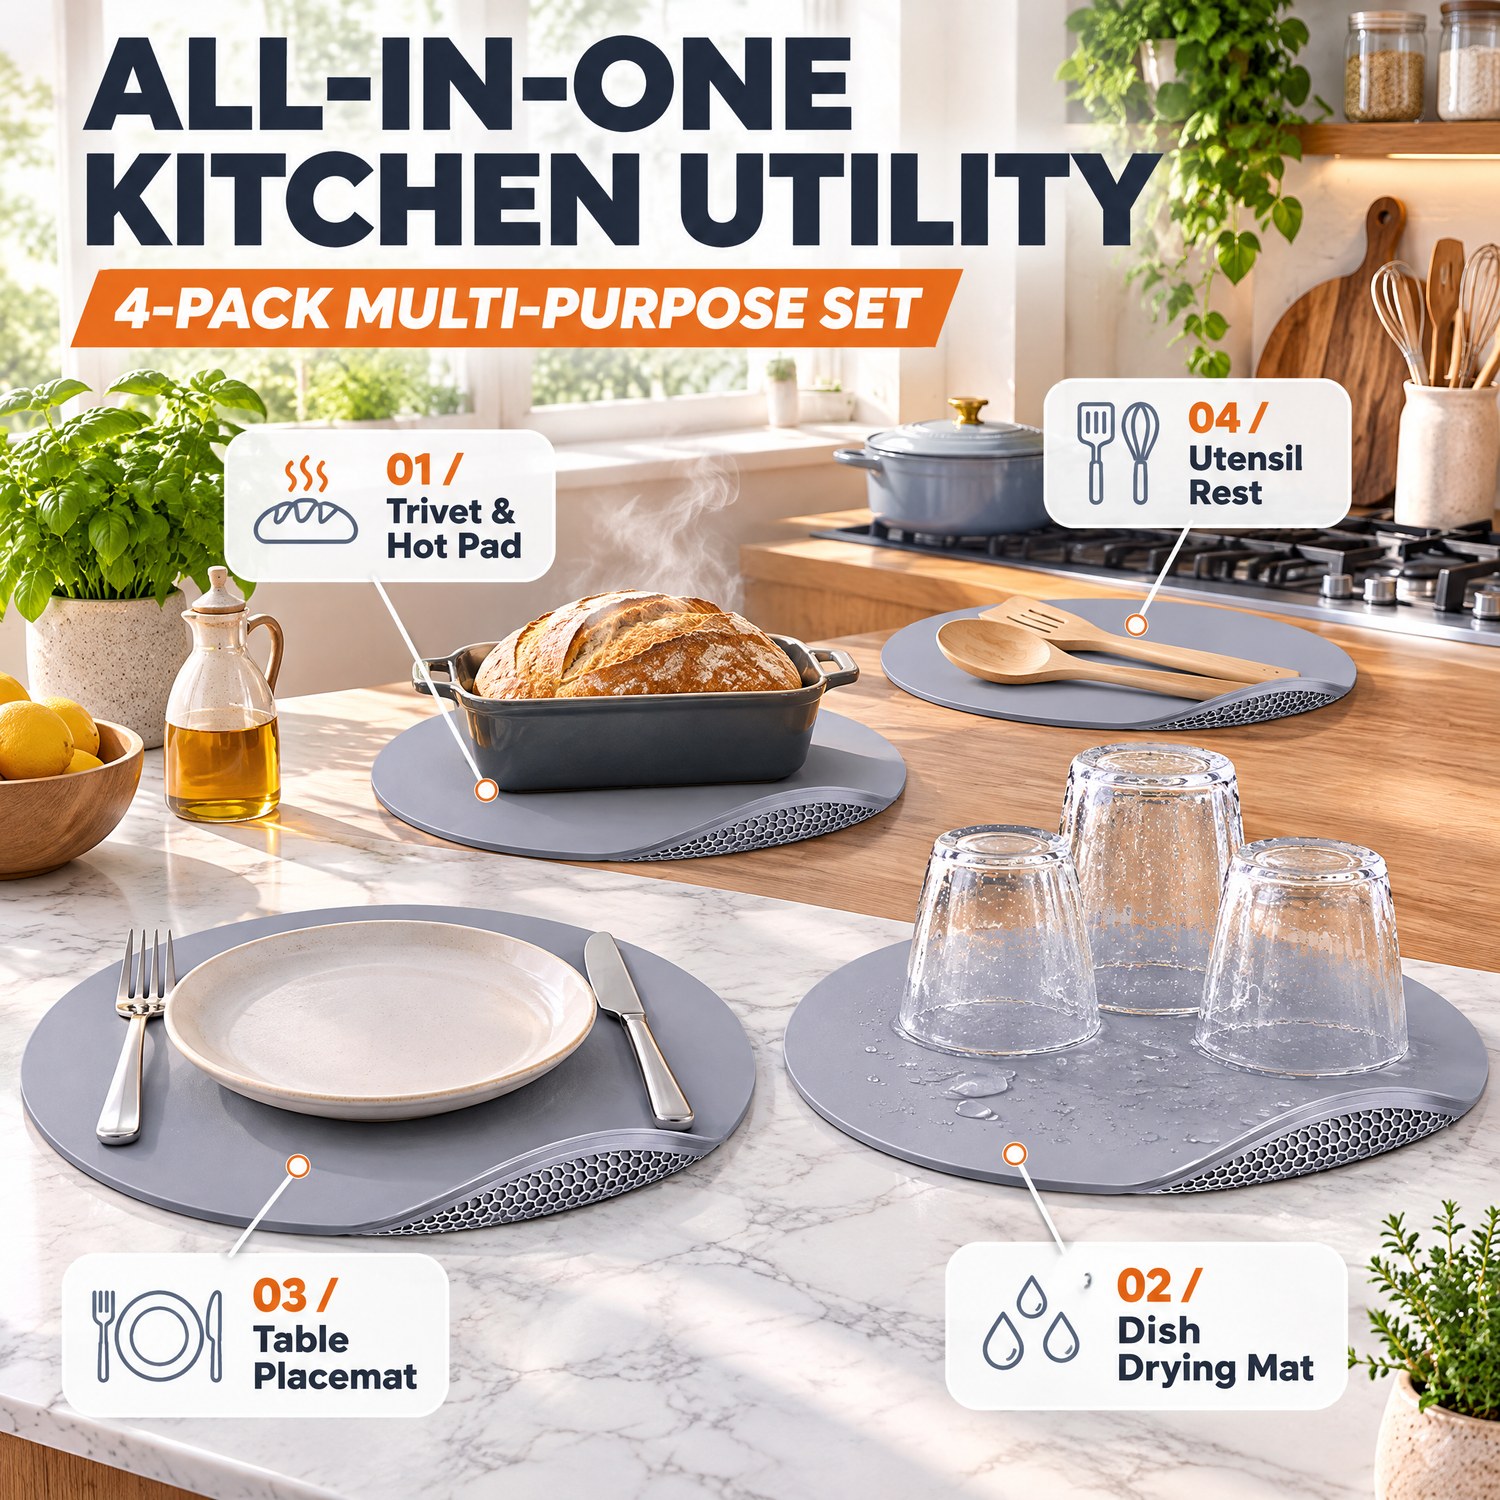 ALL-IN-ONE
KITCHEN UTILITY
4-PACK MULTI-PURPOSE SET
01 /
Trivet &
Hot Pad
04 /
Utensil
Rest
03 /
Table
Placemat
02 /
Dish
Drying Mat